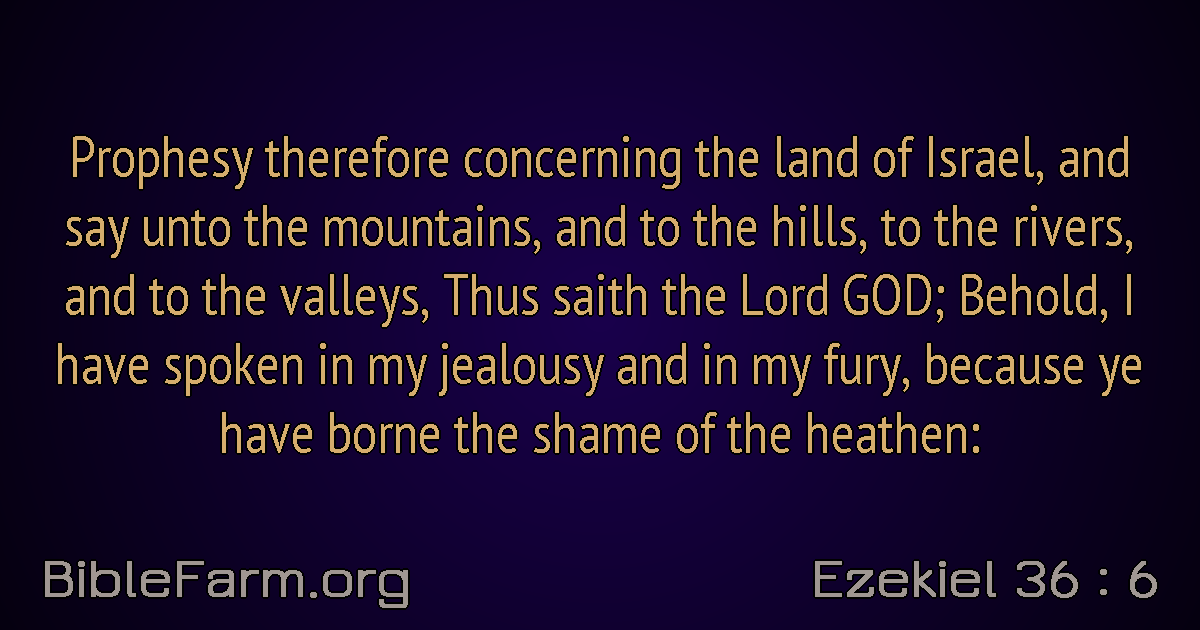 Prophesy therefore concerning the land of Israel, and
say unto the mountains, and to the hills, to the rivers,
and to the valleys, Thus saith the Lord GOD; Behold, I
have spoken in my jealousy and in my fury, because ye
have borne the shame of the heathen:
BibleFarm.org
Ezekiel 36 : 6